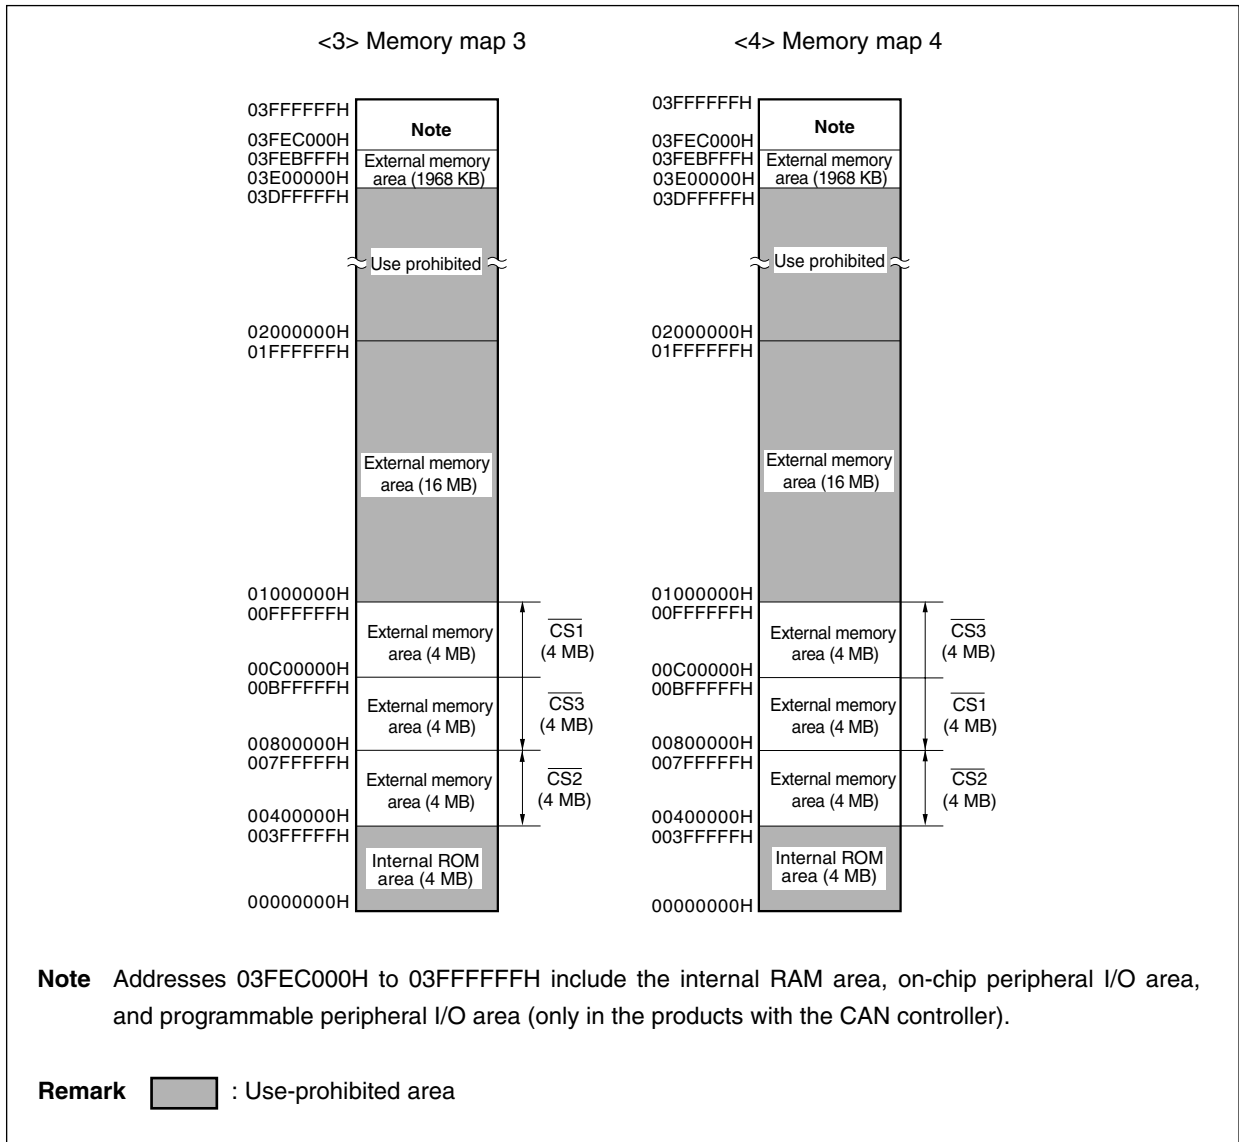 <3> Memory map 3
03FFFFFFH
03FEC000H
03FEBFFFH
03E00000H
03DFFFFFH
02000000H
01FFFFFFH
01000000H
00FFFFFFH
00C00000H
00BFFFFFH
00800000H
007FFFFFH
00400000H
003FFFFFH
00000000H
Note
External memory
area (1968 KB)
Use prohibited
External memory
area (16 MB)
External memory
area (4 MB)
External memory
area (4 MB)
External memory
area (4 MB)
Internal ROM
area (4 MB)
CS1
(4 MB)
CS3
(4 MB)
CS2
(4 MB)
<4> Memory map 4
03FFFFFFH
03FEC000H
03FEBFFFH
03E00000H
03DFFFFFH
02000000H
01FFFFFFH
01000000H
00FFFFFFH
00C00000H
00BFFFFFH
00800000H
007FFFFFH
00400000H
003FFFFFH
00000000H
Note
External memory
area (1968 KB)
Use prohibited
External memory
area (16 MB)
External memory
area (4 MB)
External memory
area (4 MB)
External memory
area (4 MB)
Internal ROM
area (4 MB)
CS3
(4 MB)
CS1
(4 MB)
CS2
(4 MB)
Note Addresses 03FEC000H to 03FFFFFFH include the internal RAM area, on-chip peripheral I/O area,
and programmable peripheral I/O area (only in the products with the CAN controller).
Remark : Use-prohibited area